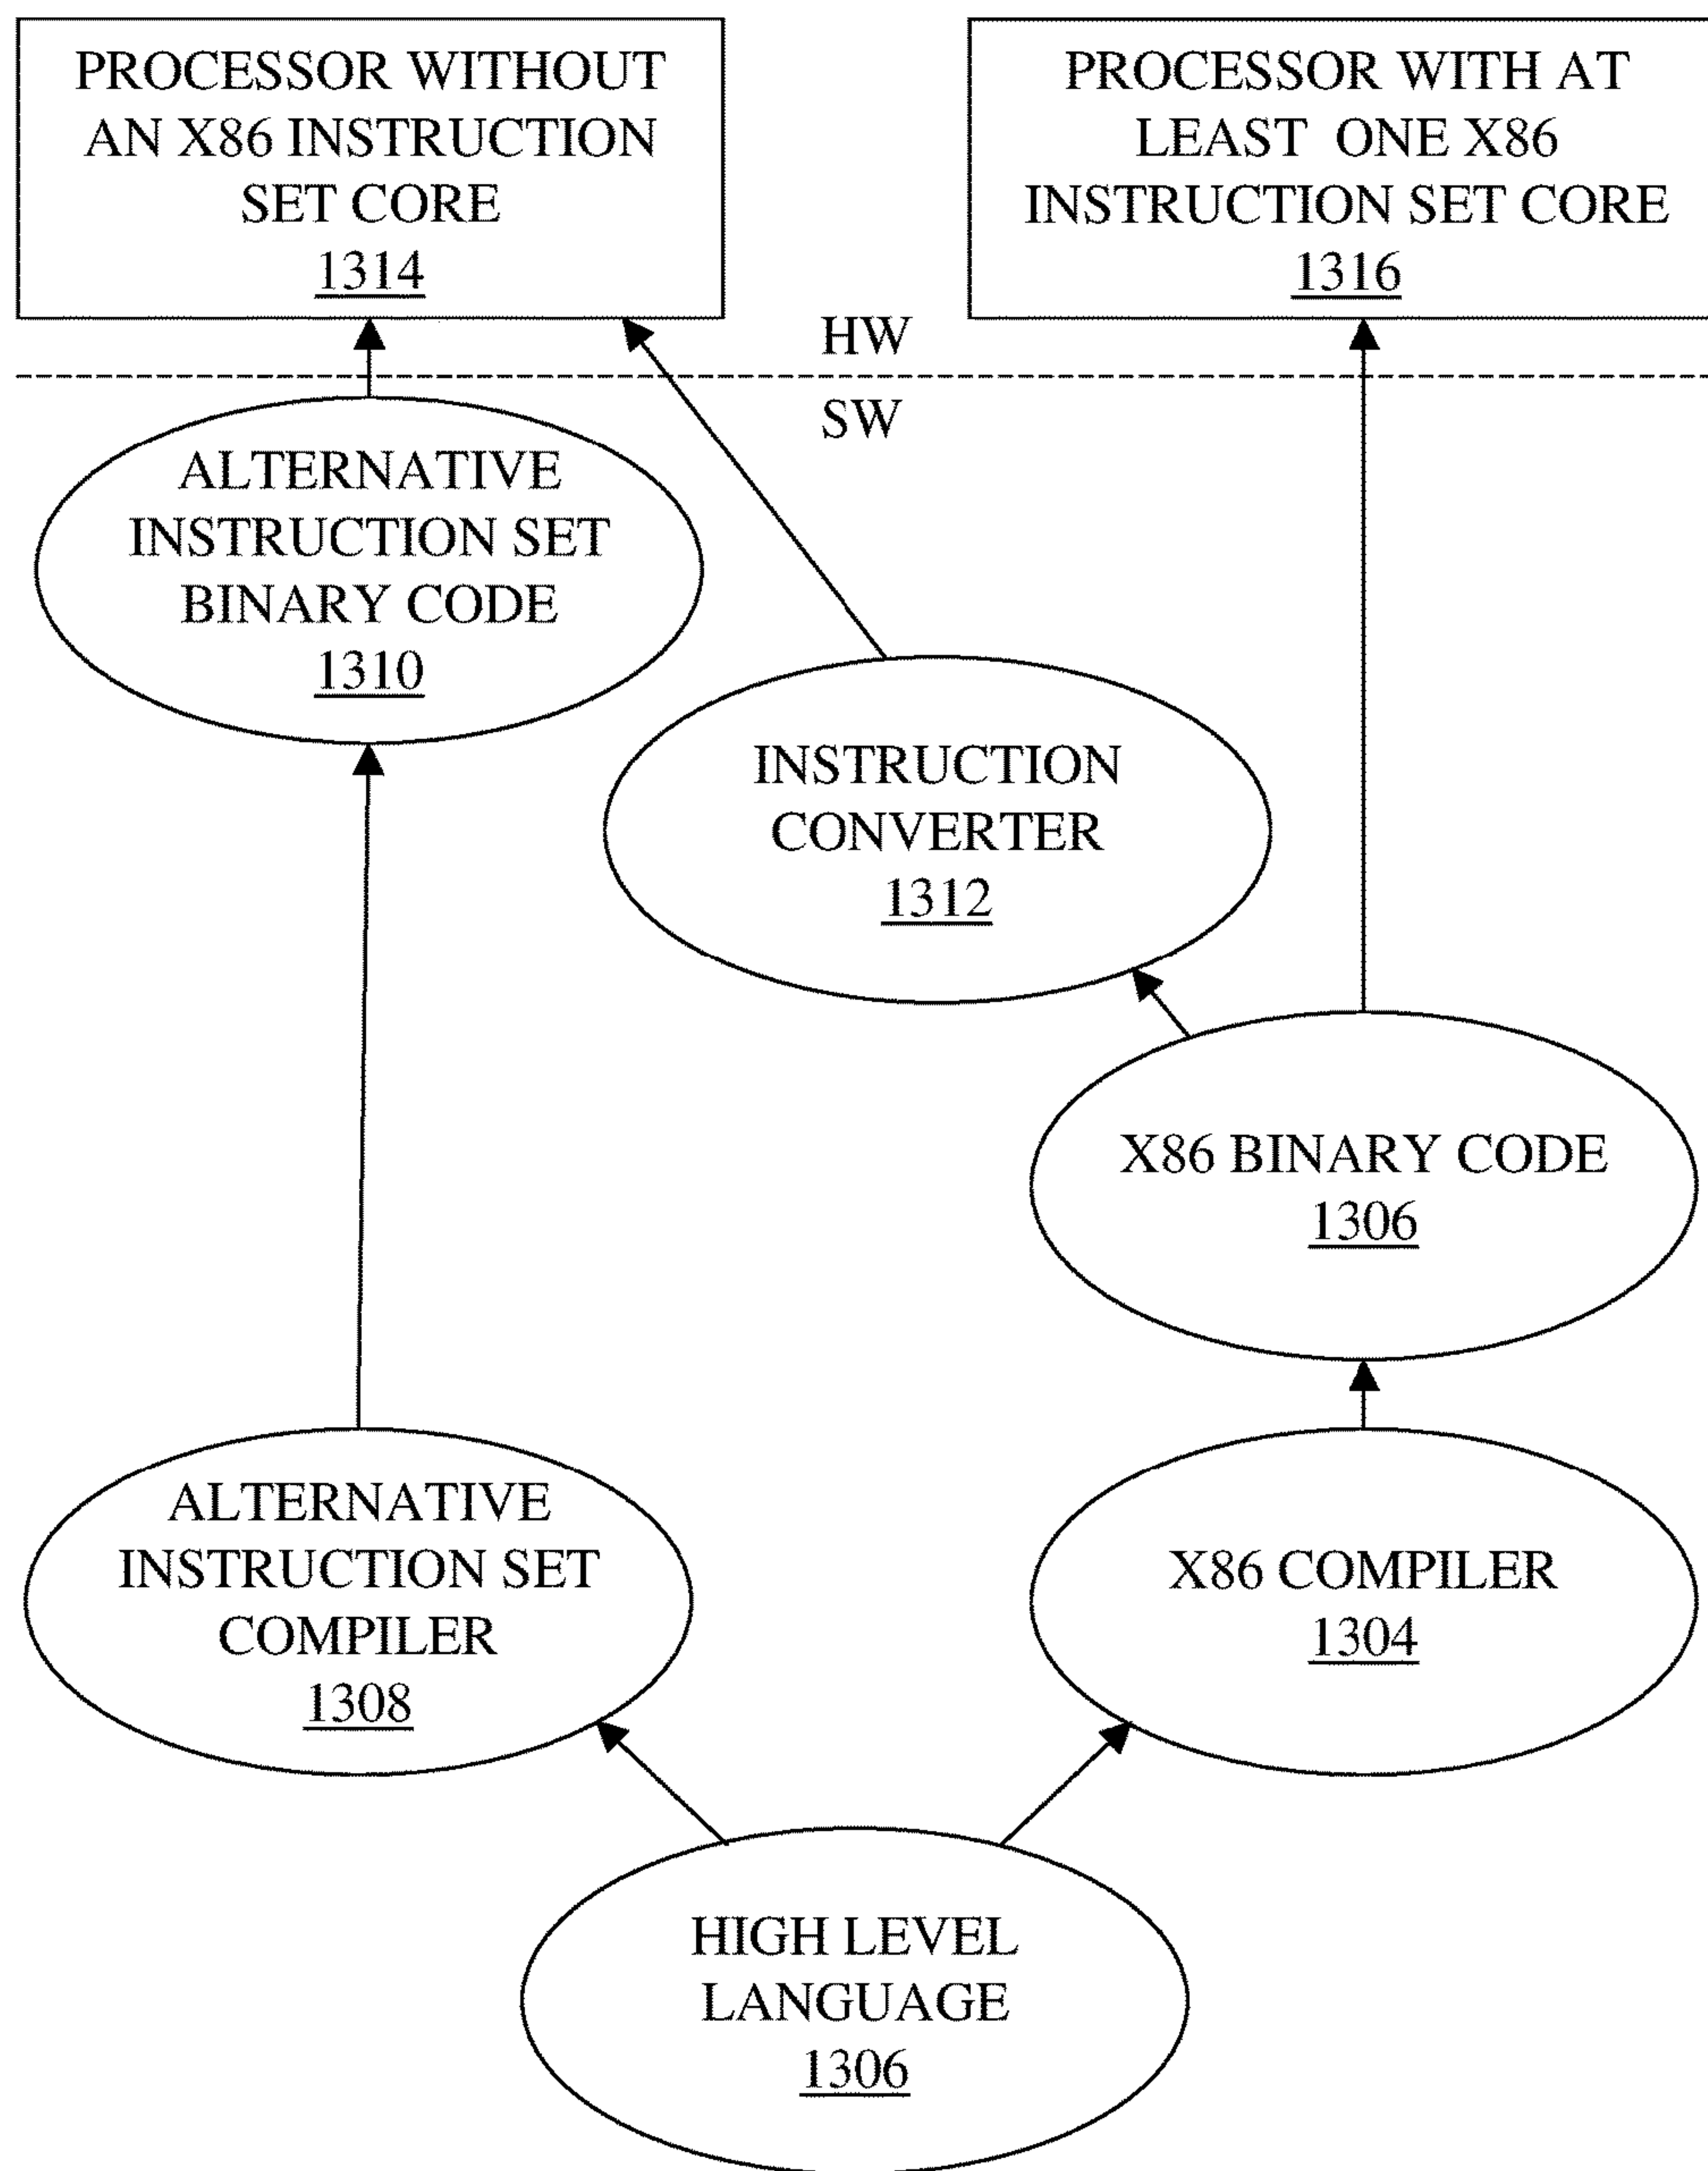 PROCESSOR WITHOUT
AN X86 INSTRUCTION
SET CORE
1314
PROCESSOR WITH AT
LEAST ONE X86
INSTRUCTION SET CORE
1316
HW
SW
ALTERNATIVE
INSTRUCTION SET
BINARY CODE
1310
INSTRUCTION
CONVERTER
1312
X86 BINARY CODE
1306
ALTERNATIVE
INSTRUCTION SET
COMPILER
1308
X86 COMPILER
1304
HIGH LEVEL
LANGUAGE
1306